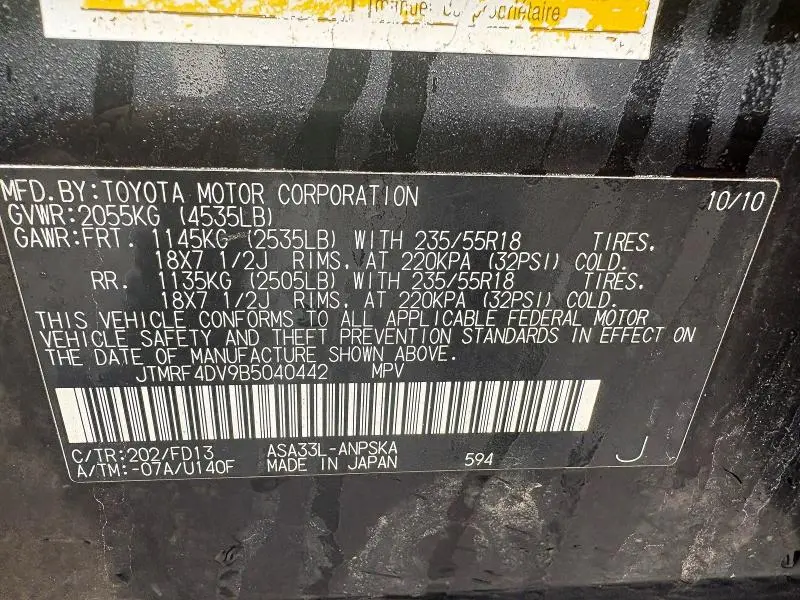 propriétaire
MFD.BY:TOYOTA MOTOR CORPORATION 10/10
GVWR:2055KG (4535LB)
GAWR:FRT. 1145KG (2535LB) WITH 235/55R18 TIRES,
18X7 1/2J RIMS, AT 220KPA (32PSI) COLD.
RR. 1135KG (2505LB) WITH 235/55R18 TIRES,
18X7 1/2J RIMS, AT 220KPA (32PSI) COLD.
THIS VEHICLE CONFORMS TO ALL APPLICABLE FEDERAL MOTOR
VEHICLE SAFETY AND THEFT PREVENTION STANDARDS IN EFFECT ON
THE DATE OF MANUFACTURE SHOWN ABOVE.
JTMRF4DV9B5040442 MPV
C/TR:202/FD13 ASA33L-ANPSKA
A/TM:-07A/U140F MADE IN JAPAN 594 J